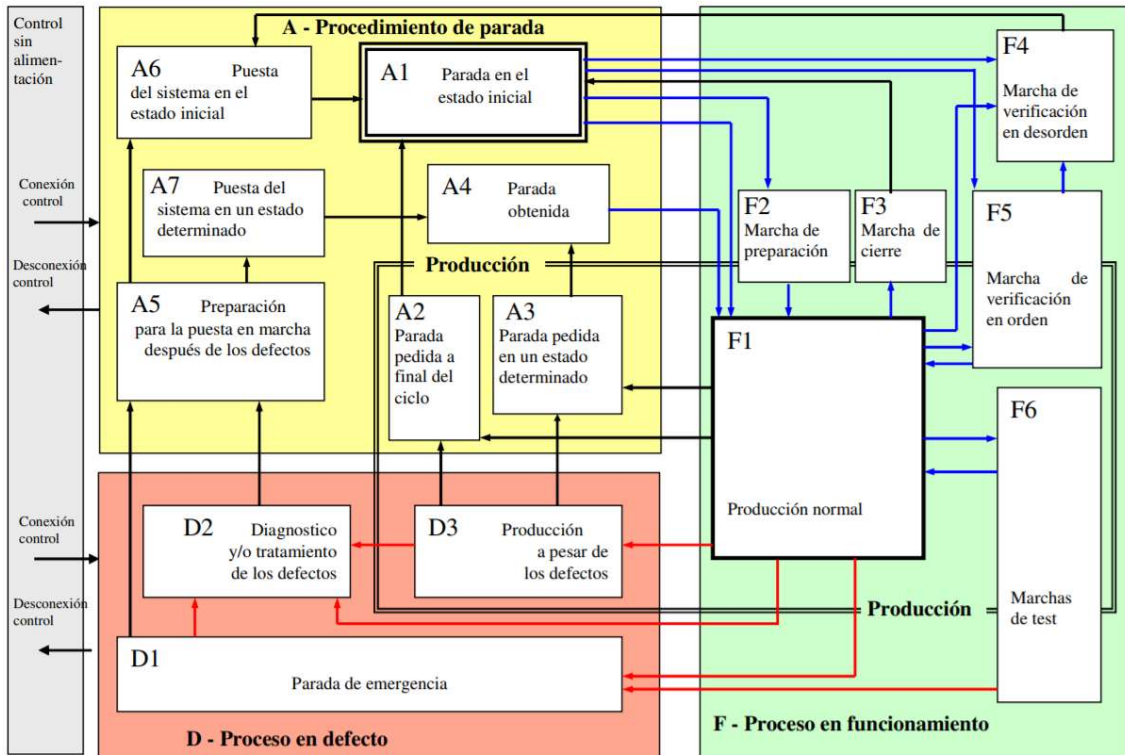 Control
sin
alimen-
tación
Conexión
control
Desconexión
control
Conexión
control
Desconexión
control
A - Procedimiento de parada
A6 Puesta
del sistema en el
estado inicial
A1 Parada en el
estado inicial
A7 Puesta del
sistema en un estado
determinado
A4 Parada
obtenida
A5 Preparación
para la puesta en marcha
después de los defectos
A2
Parada
pedida a
final del
ciclo
A3
Parada pedida
en un estado
determinado
Producción
F4
Marcha de
verificación
en desorden
F2
Marcha de
preparación
F3
Marcha de
cierre
F5
Marcha de
verificación
en orden
F1
Producción normal
F6
Marchas
de test
Producción
F - Proceso en funcionamiento
D2 Diagnostico
y/o tratamiento
de los defectos
D3 Producción
a pesar de
los defectos
D1
Parada de emergencia
D - Proceso en defecto